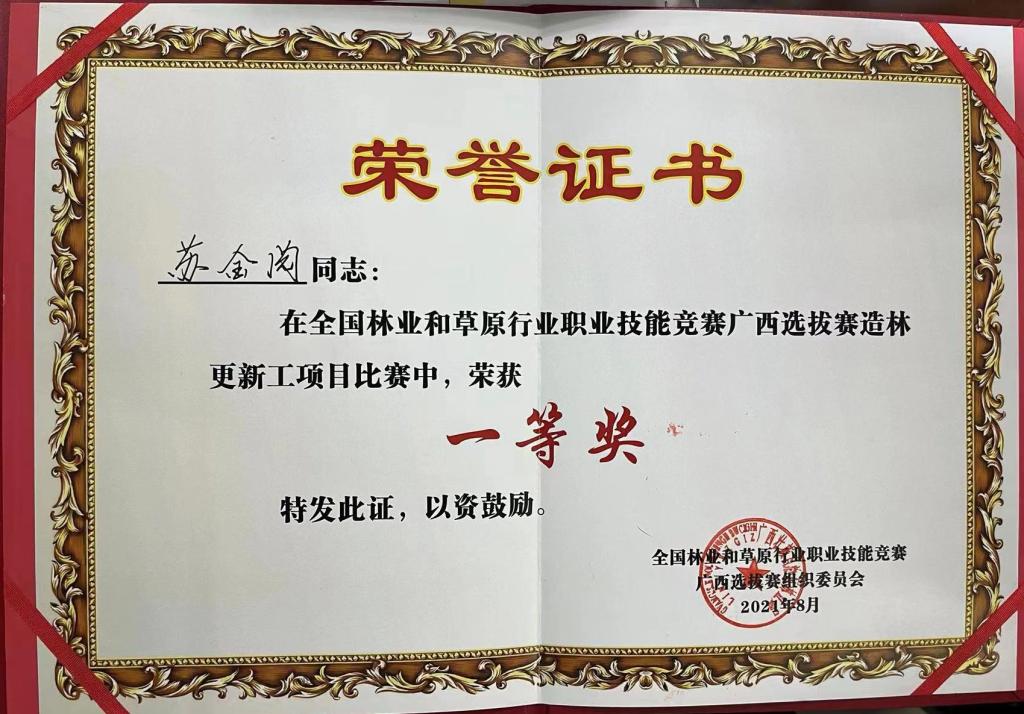 荣誉证书
苏金阅同志：
在全国林业和草原行业职业技能竞赛广西选拔赛造林
更新工项目比赛中，荣获
一等奖
特发此证，以资鼓励。
全国林业和草原行业职业技能竞赛
广西选拔赛组织委员会
2021年8月